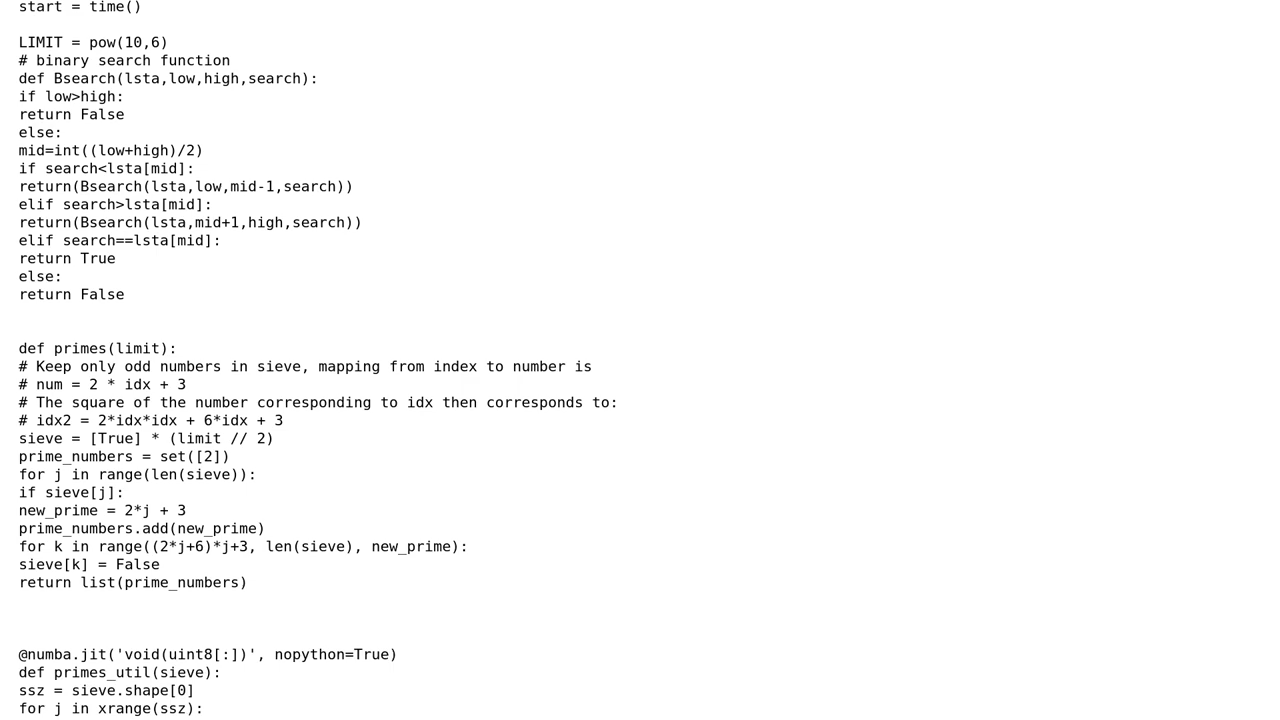 start = time()
LIMIT = pow(10,6)
# binary search function
def Bsearch(lsta,low,high,search):
if low>high:
return False
else:
mid=int((low+high)/2)
if search<lsta[mid]:
return(Bsearch(lsta,low,mid-1,search))
elif search>lsta[mid]:
return(Bsearch(lsta,mid+1,high,search))
elif search==lsta[mid]:
return True
else:
return False
def primes(limit):
# Keep only odd numbers in sieve, mapping from index to number is
# num = 2 * idx + 3
# The square of the number corresponding to idx then corresponds to:
# idx2 = 2*idx*idx + 6*idx + 3
sieve = [True] * (limit // 2)
prime_numbers = set([2])
for j in range(len(sieve)):
if sieve[j]:
new_prime = 2*j + 3
prime_numbers.add(new_prime)
for k in range((2*j+6)*j+3, len(sieve), new_prime):
sieve[k] = False
return list(prime_numbers)
@numba.jit('void(uint8[:])', nopython=True)
def primes_util(sieve):
ssz = sieve.shape[0]
for j in xrange(ssz):